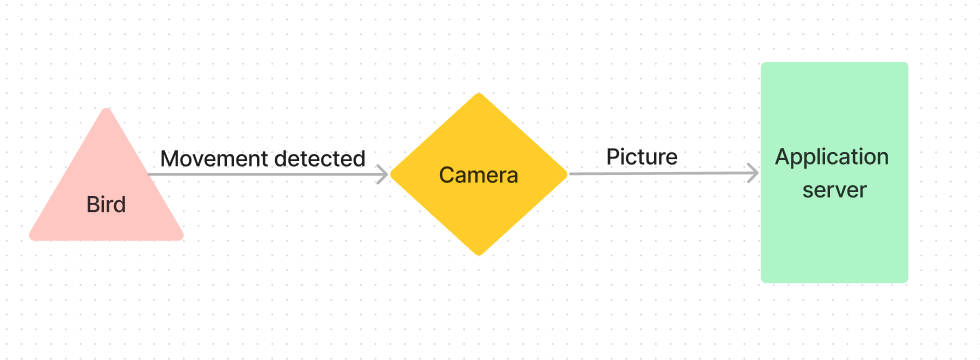 Movement detected
Picture
Bird
Camera
Application
server